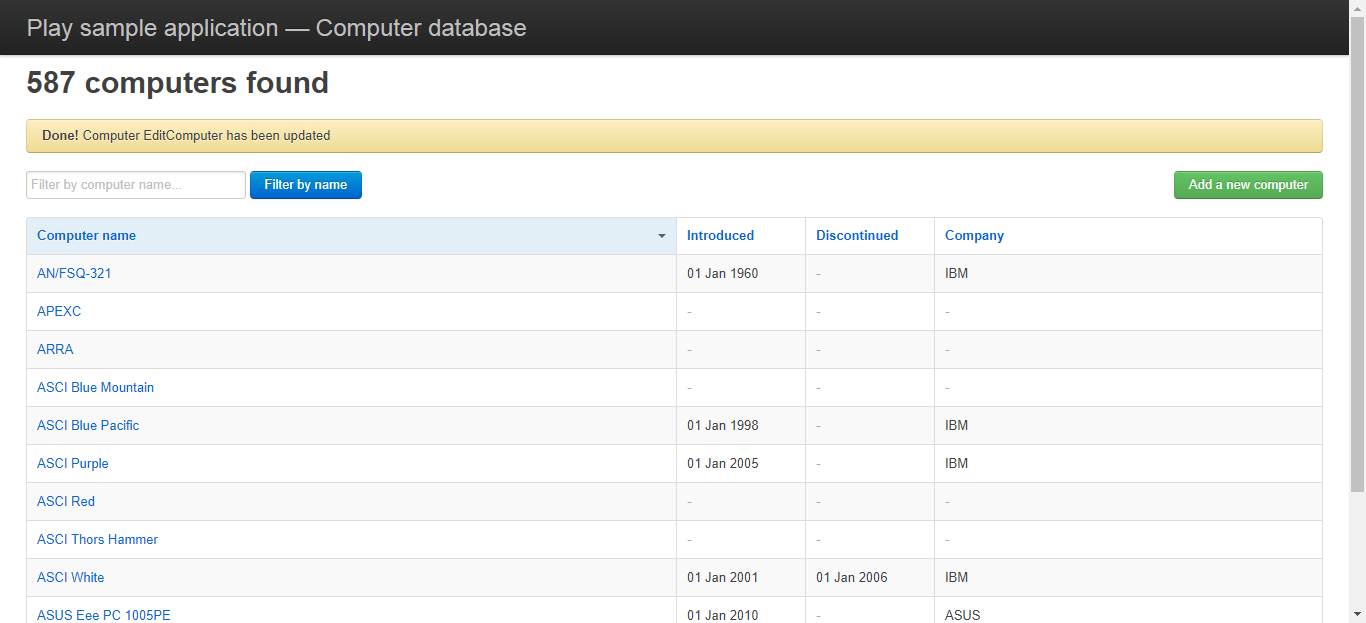 Play sample application — Computer database
587 computers found
Done! Computer EditComputer has been updated
Filter by computer name... Filter by name Add a new computer
Computer name Introduced Discontinued Company
AN/FSQ-321 01 Jan 1960 - IBM
APEXC - - -
ARRA - - -
ASCI Blue Mountain - - -
ASCI Blue Pacific 01 Jan 1998 - IBM
ASCI Purple 01 Jan 2005 - IBM
ASCI Red - - -
ASCI Thors Hammer - - -
ASCI White 01 Jan 2001 01 Jan 2006 IBM
ASUS Eee PC 1005PE 01 Jan 2010 - ASUS